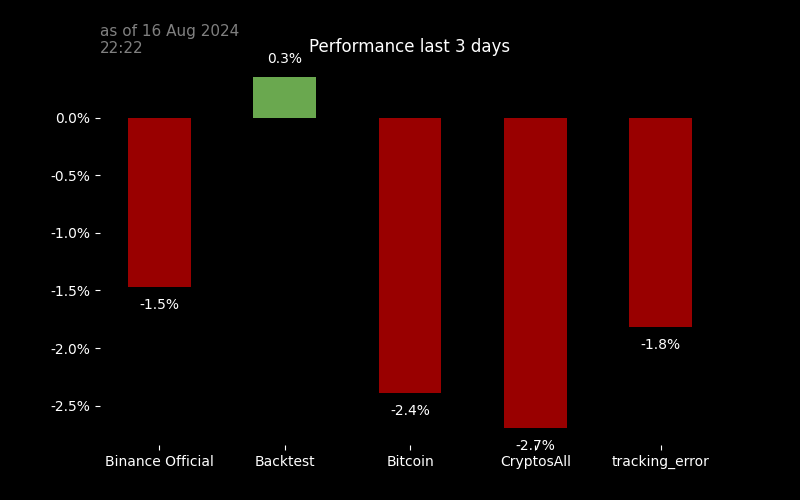 as of 16 Aug 2024
22:22
Performance last 3 days
0.3%
0.0%
-0.5%
-1.0%
-1.5%
-2.0%
-2.5%
-1.5%
-2.4%
-2.7%
-1.8%
Binance Official
Backtest
Bitcoin
CryptosAll
tracking_error